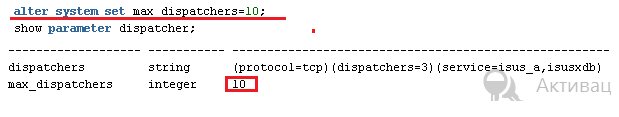 alter system set max_dispatchers=10;
show parameter dispatcher;
------------------ ---------- ------------------------------------------------------
dispatchers string (protocol=tcp)(dispatchers=3)(service=isus_a,isusxdb)
max_dispatchers integer 10
Активац